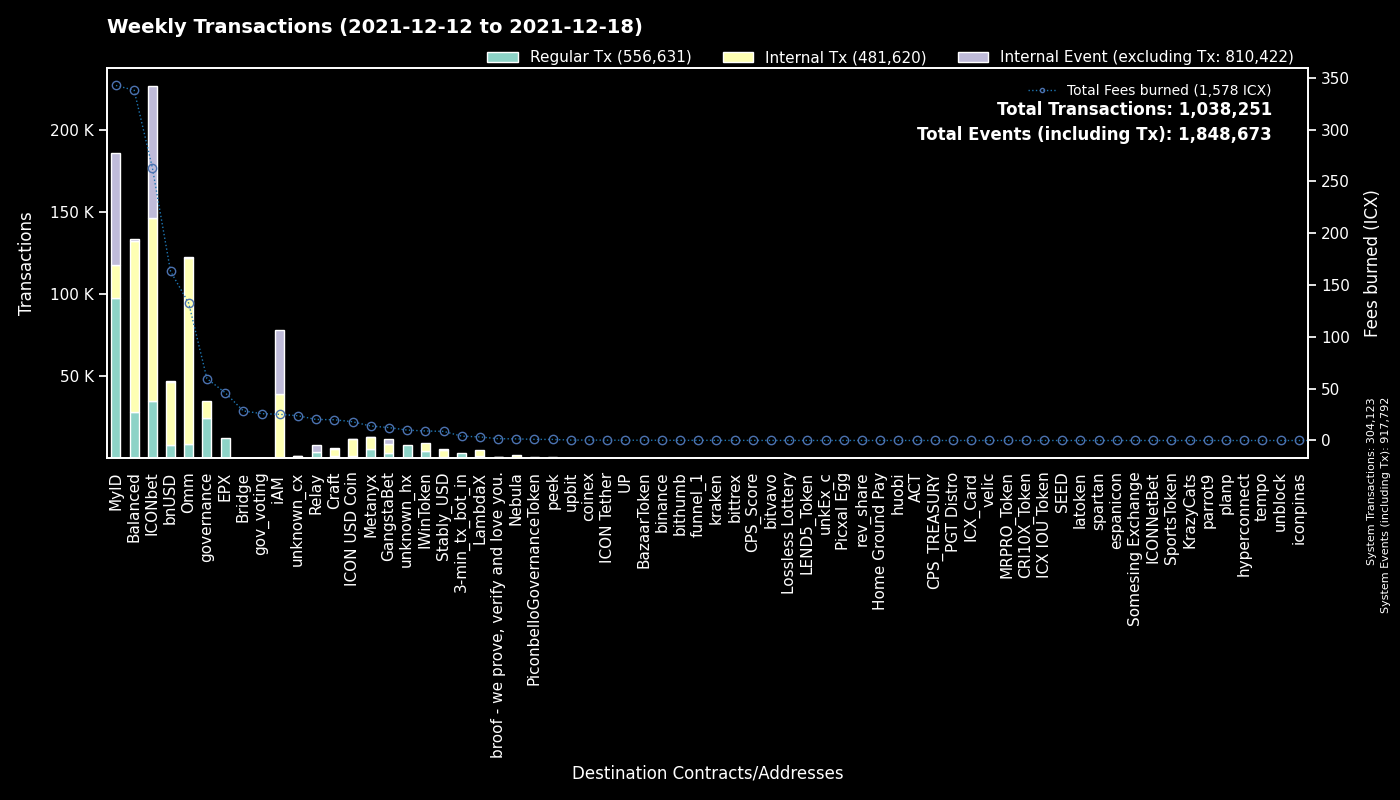 Weekly Transactions (2021-12-12 to 2021-12-18)
Regular Tx (556,631)
Internal Tx (481,620)
Internal Event (excluding Tx: 810,422)
Total Fees burned (1,578 ICX)
Total Transactions: 1,038,251
Total Events (including Tx): 1,848,673
Transactions
200 K
150 K
100 K
50 K
350
300
250
200
150
100
50
0
Fees burned (ICX)
System Transactions: 304,123
System Events (including Tx): 917,792
MyID
Balanced
ICONbet
bnUSD
Omm
governance
EPX
Bridge
gov_voting
iAM
unknown_cx
Relay
Craft
ICON USD Coin
Metanyx
GangstaBet
unknown_hx
IWinToken
Stably_USD
3-min_tx_bot_in
LambdaX
broof - we prove, verify and love you.
Nebula
PiconbelloGovernanceToken
peek
upbit
coinex
ICON Tether
UP
BazaarToken
binance
bithumb
funnel_1
kraken
bittrex
CPS_Score
bitvavo
Lossless Lottery
LEND5_Token
unkEx_c
Picxal Egg
rev_share
Home Ground Pay
huobi
ACT
CPS_TREASURY
PGT Distro
ICX_Card
velic
MRPRO_Token
CRI10X_Token
ICX IOU Token
SEED
latoken
spartan
espanicon
Somesing Exchange
ICONNetBet
SportsToken
KrazyCats
parrot9
planp
hyperconnect
tempo
unblock
iconpinas
Destination Contracts/Addresses